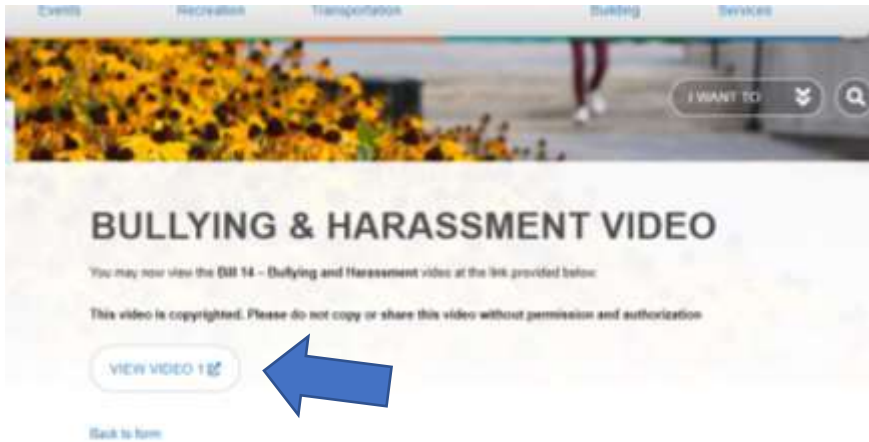 Events Recreation Transportation Building Services
I WANT TO
BULLYING & HARASSMENT VIDEO
You may now view the Bill 14 – Bullying and Harassment video at the link provided below:
This video is copyrighted. Please do not copy or share this video without permission and authorization
VIEW VIDEO 1
Back to form